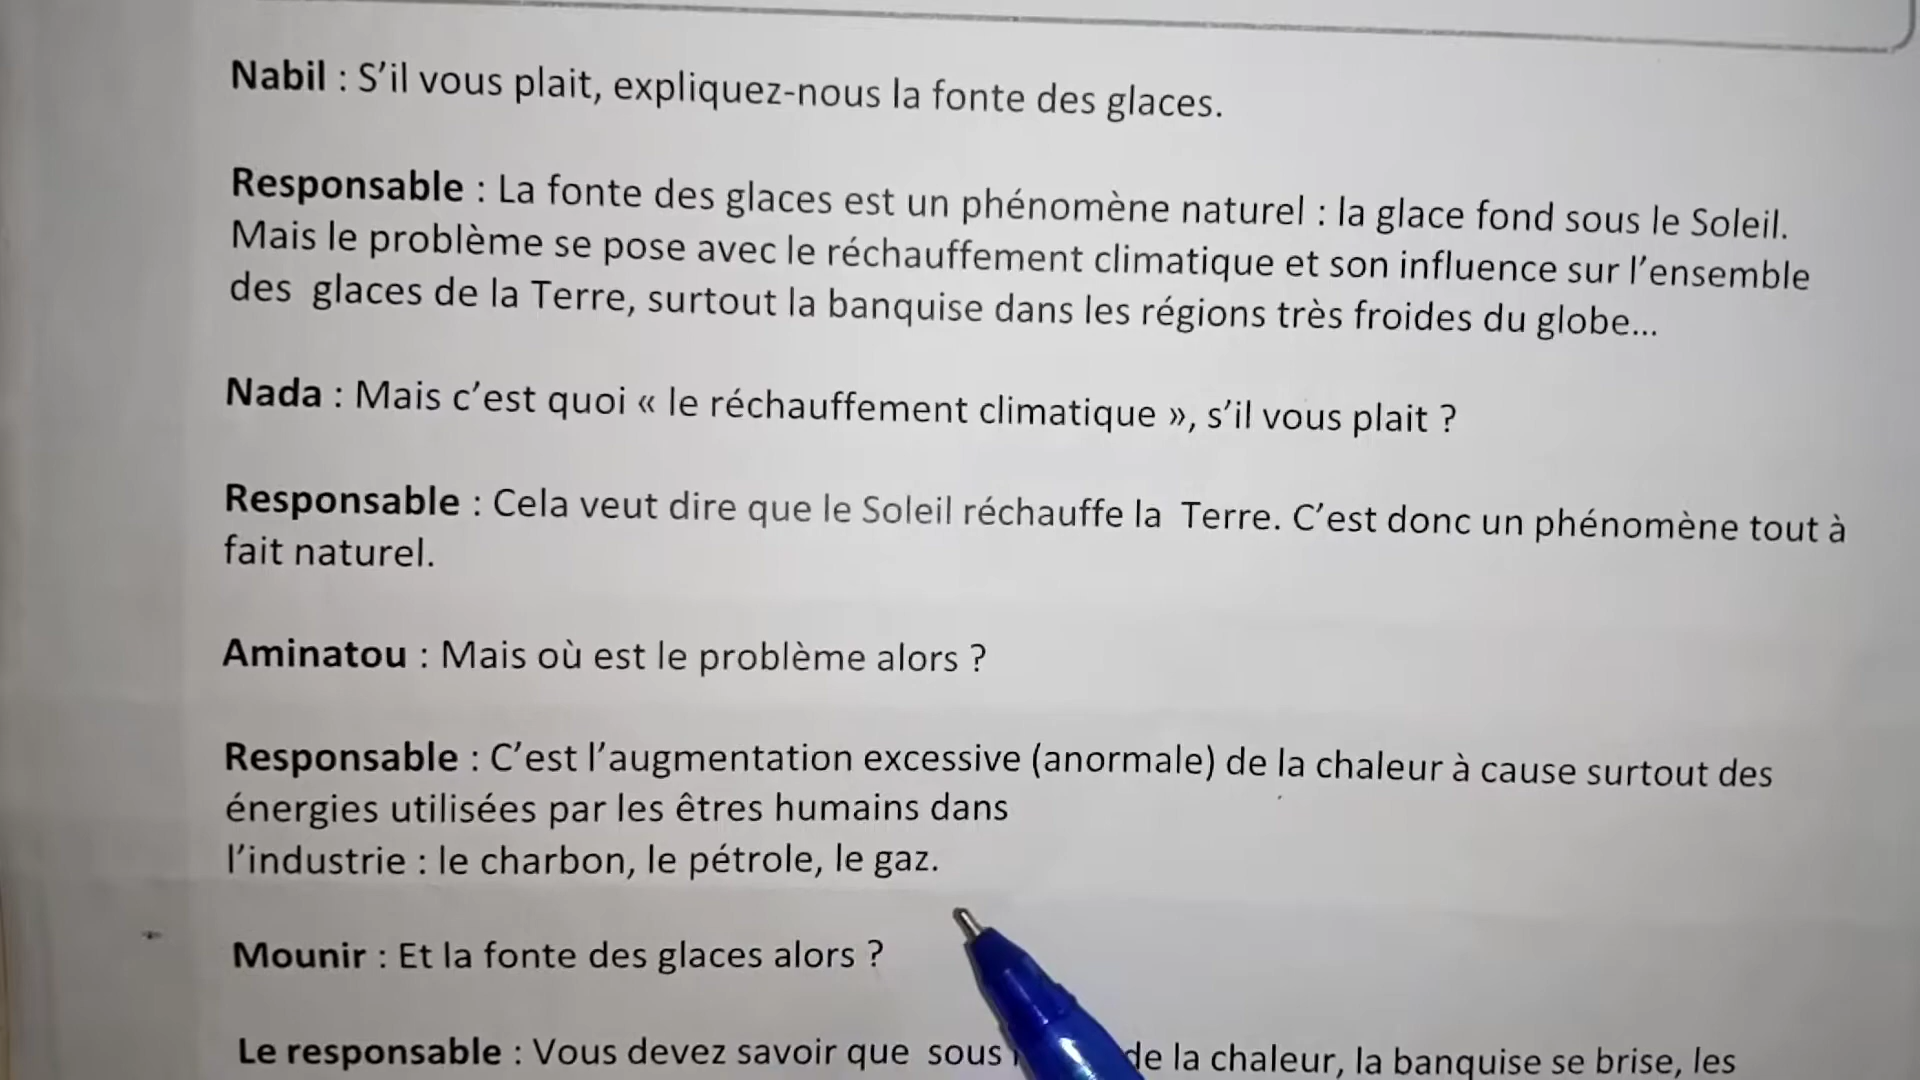 Nabil : S'il vous plait, expliquez-nous la fonte des glaces.
Responsable : La fonte des glaces est un phénomène naturel : la glace fond sous le Soleil.
Mais le problème se pose avec le réchauffement climatique et son influence sur l'ensemble
des glaces de la Terre, surtout la banquise dans les régions très froides du globe...
Nada : Mais c'est quoi « le réchauffement climatique », s'il vous plait ?
Responsable : Cela veut dire que le Soleil réchauffe la Terre. C'est donc un phénomène tout à
fait naturel.
Aminatou : Mais où est le problème alors ?
Responsable : C'est l'augmentation excessive (anormale) de la chaleur à cause surtout des
énergies utilisées par les êtres humains dans
l'industrie : le charbon, le pétrole, le gaz.
Mounir : Et la fonte des glaces alors ?
Le responsable : Vous devez savoir que sous de la chaleur, la banquise se brise, les